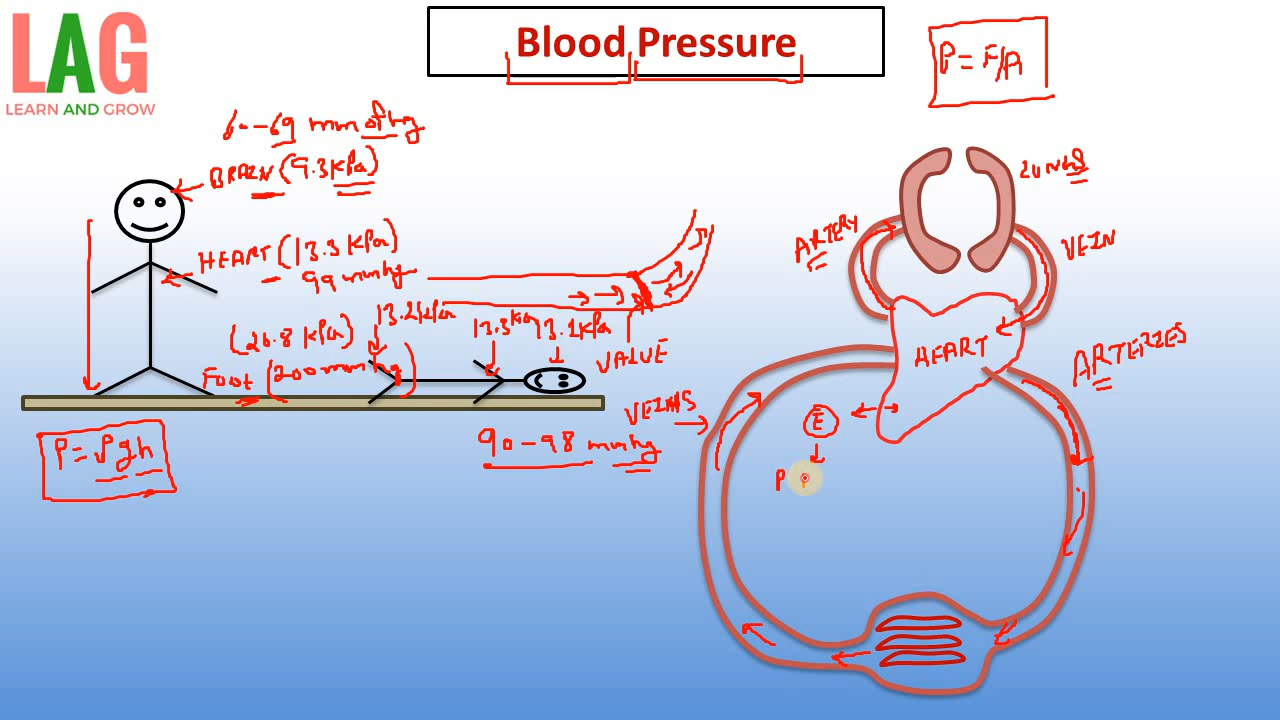 LAG
LEARN AND GROW
Blood Pressure
P = F/A
60-69 mm of hg
BRAIN (9.3 kPa)
HEART (13.3 kPa)
99 mmhg
(26.8 kPa)
Foot (200 mmhg)
13.2 kPa
13.3 kPa
13.1 kPa
VALUE
90-98 mmhg
P = ρgh
LUNGS
ARTERY
VEIN
HEART
ARTERIES
VEINS
E
P